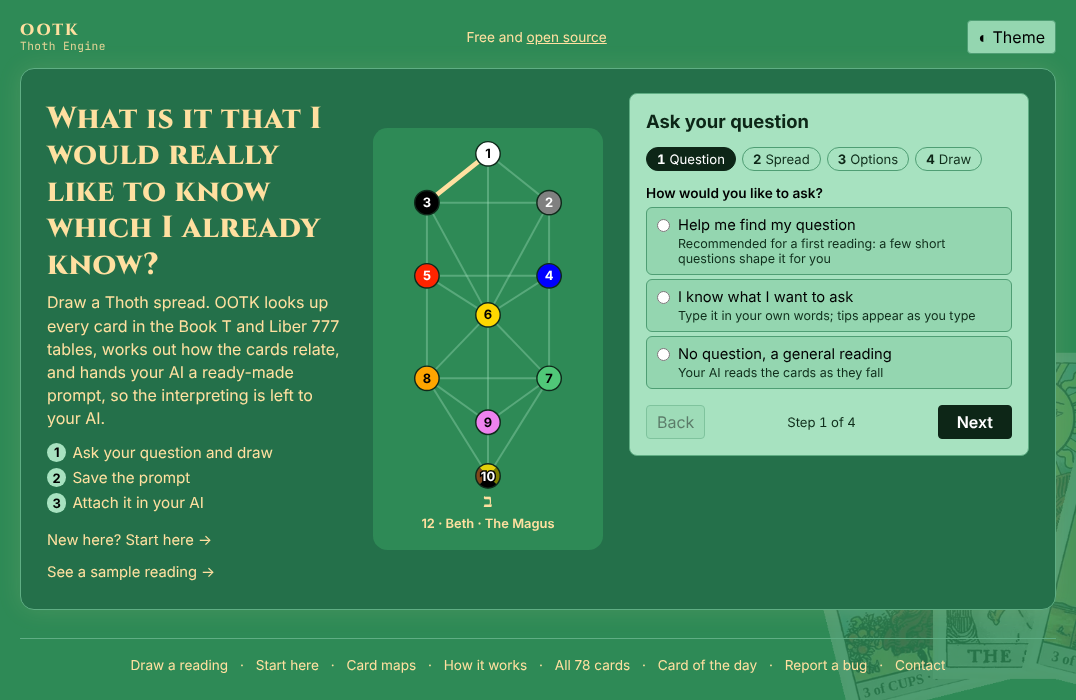 OOTK
Thoth Engine
Free and open source
Theme
What is it that I
would really
like to know
which I already
know?
Draw a Thoth spread. OOTK looks up
every card in the Book T and Liber 777
tables, works out how the cards relate,
and hands your AI a ready-made
prompt, so the interpreting is left to
your AI.
1 Ask your question and draw
2 Save the prompt
3 Attach it in your AI
New here? Start here →
See a sample reading →
1
3
2
5
4
6
8
7
9
10
ב
12 · Beth · The Magus
Ask your question
1 Question 2 Spread 3 Options 4 Draw
How would you like to ask?
Help me find my question
Recommended for a first reading: a few short
questions shape it for you
I know what I want to ask
Type it in your own words; tips appear as you type
No question, a general reading
Your AI reads the cards as they fall
Back Step 1 of 4 Next
Draw a reading · Start here · Card maps · How it works · All 78 cards · Card of the day · Report a bug · Contact
3 of CUPS
THE
3 of